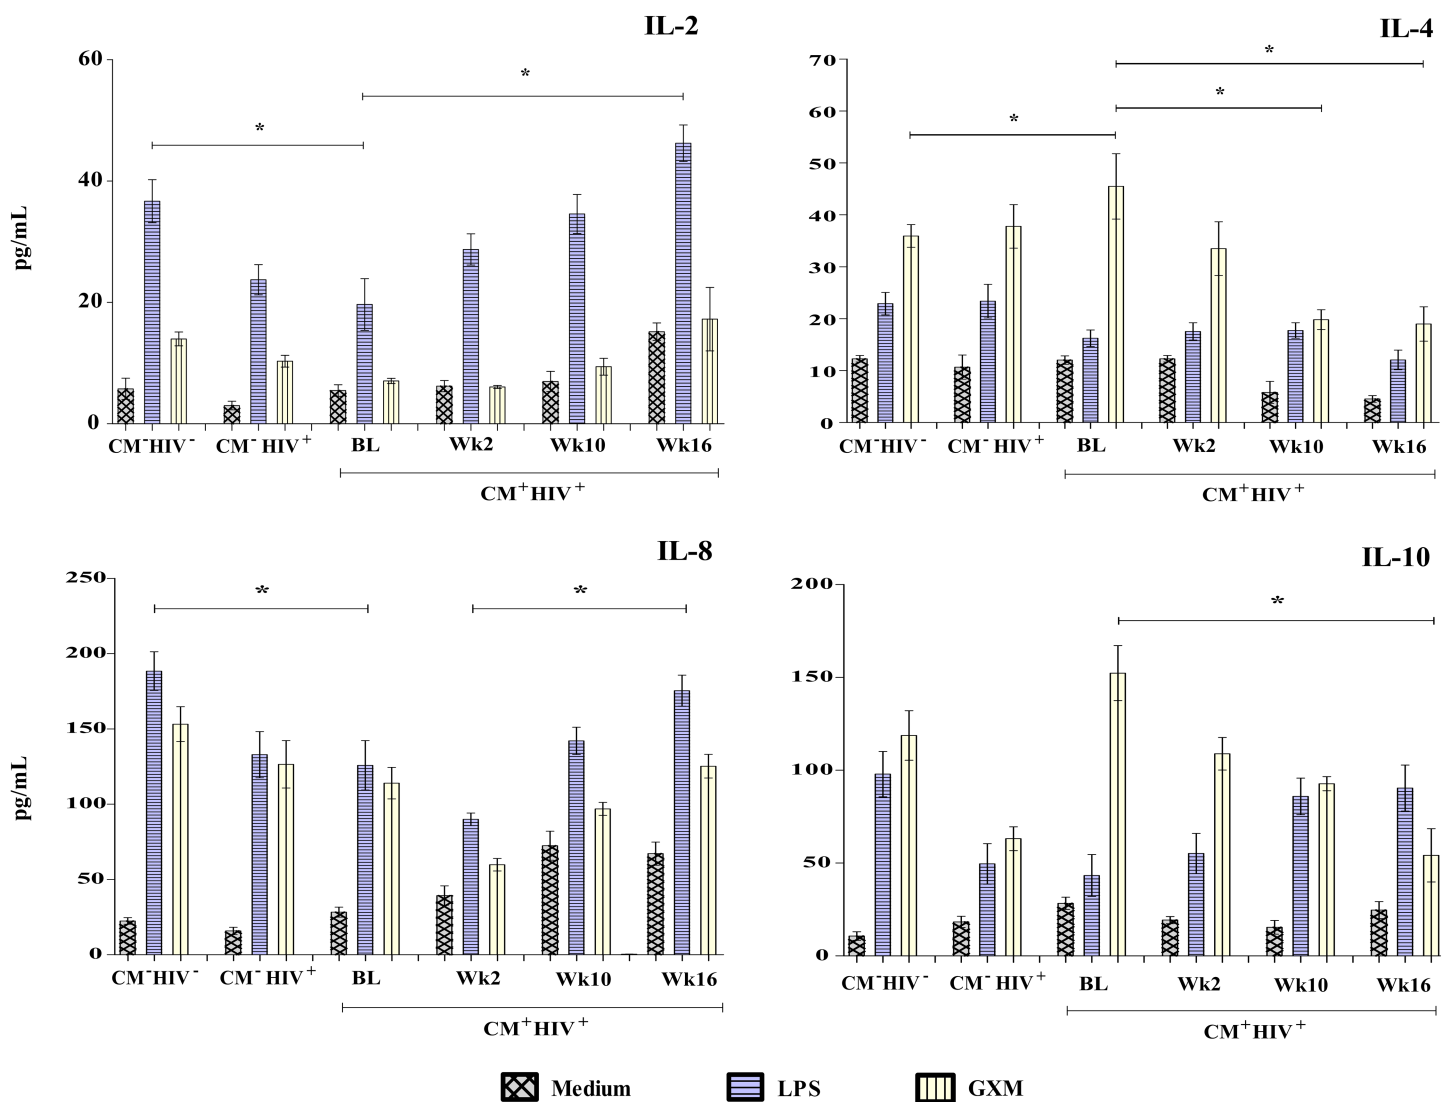 IL-2
60
40
20
0
pg/mL
*
*
CM⁻HIV⁻ CM⁻HIV⁺ BL Wk2 Wk10 Wk16
CM⁺HIV⁺
IL-4
70
60
50
40
30
20
10
0
*
*
*
CM⁻HIV⁻ CM⁻HIV⁺ BL Wk2 Wk10 Wk16
CM⁺HIV⁺
IL-8
250
200
150
100
50
0
pg/mL
*
*
CM⁻HIV⁻ CM⁻HIV⁺ BL Wk2 Wk10 Wk16
CM⁺HIV⁺
IL-10
200
150
100
50
0
*
CM⁻HIV⁻ CM⁻HIV⁺ BL Wk2 Wk10 Wk16
CM⁺HIV⁺
Medium LPS GXM